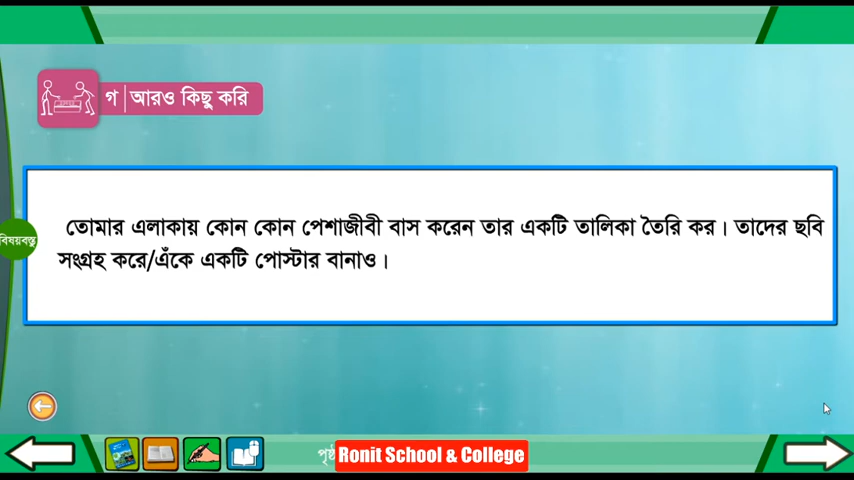 গ | আরও কিছু করি
তোমার এলাকায় কোন কোন পেশাজীবী বাস করেন তার একটি তালিকা তৈরি কর। তাদের ছবি
সংগ্রহ করে/এঁকে একটি পোস্টার বানাও।
বিষয়বস্তু
Ronit School & College